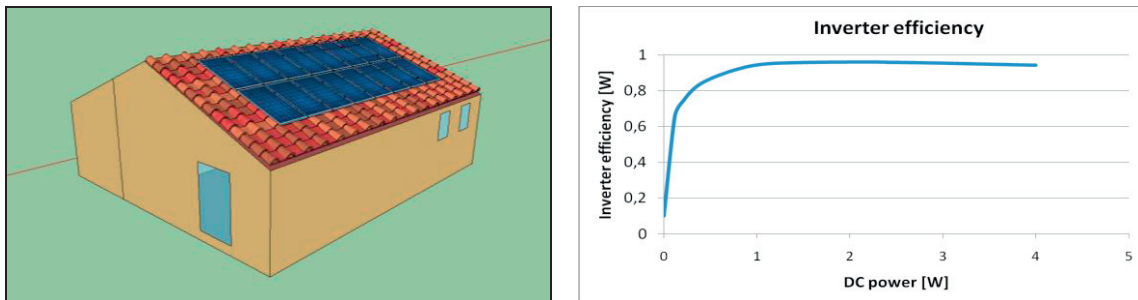 Inverter efficiency
Inverter efficiency [W]
1
0,8
0,6
0,4
0,2
0
0 1 2 3 4 5
DC power [W]